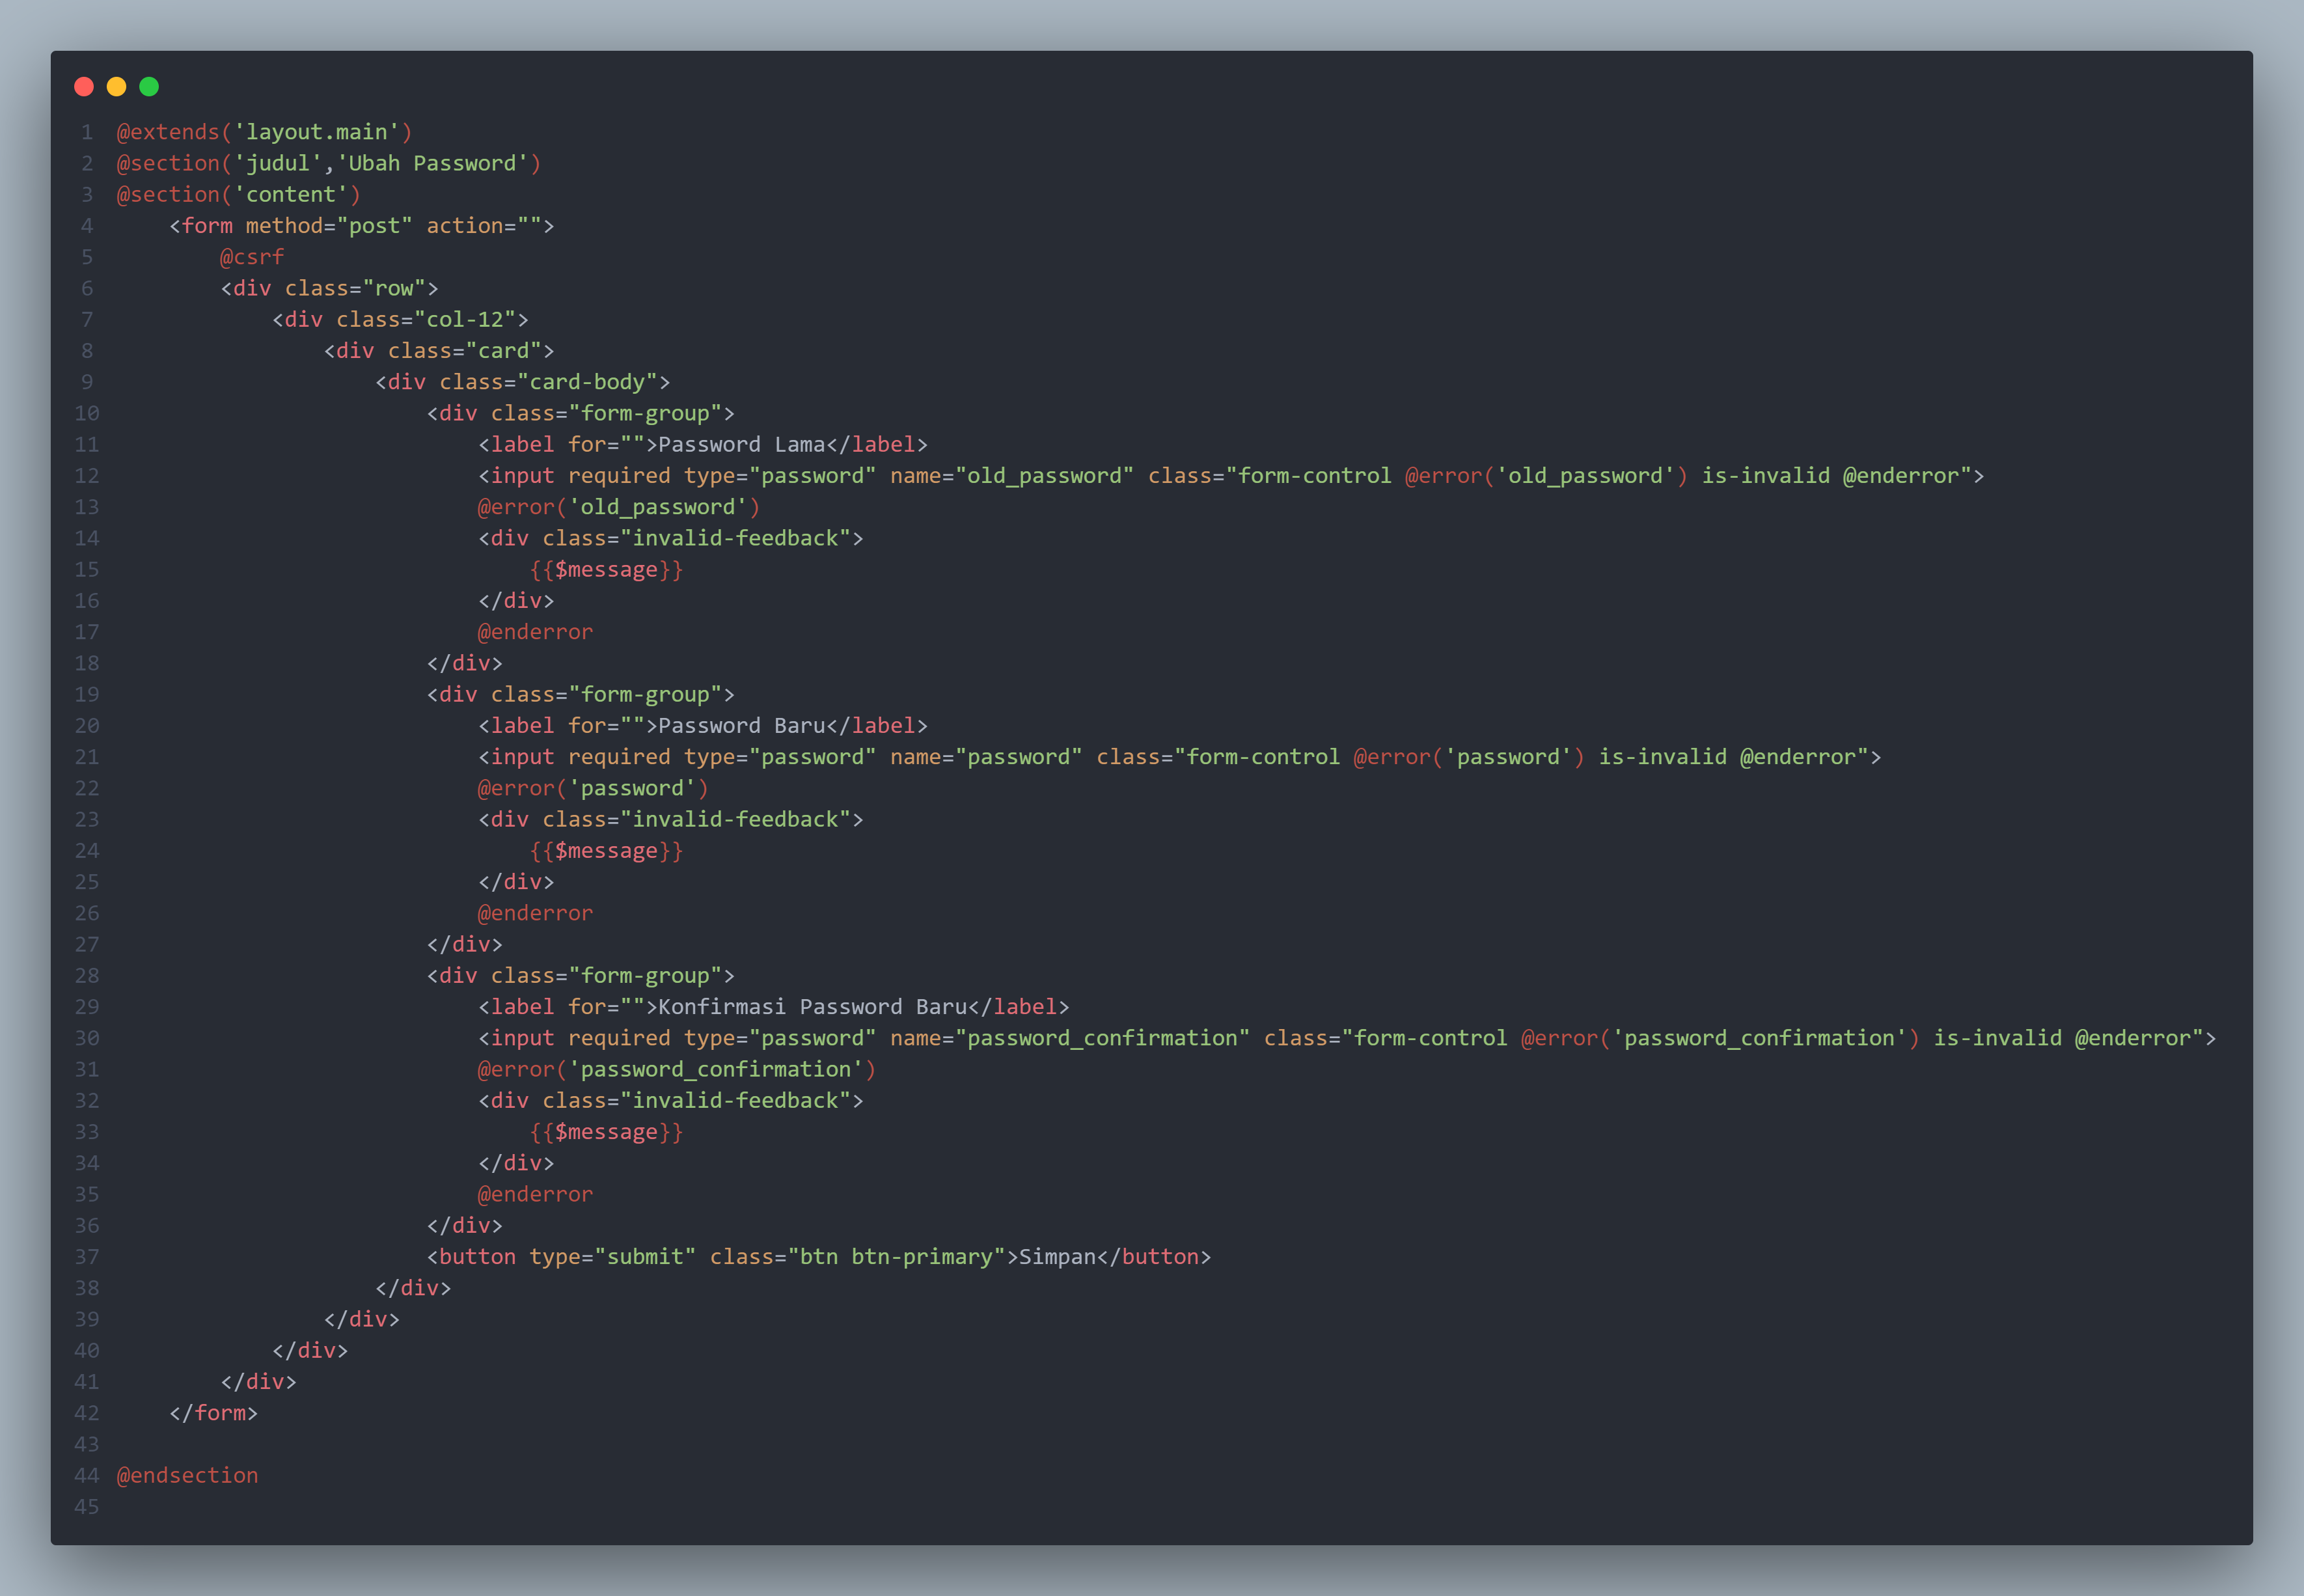 1 @extends('layout.main')
2 @section('judul','Ubah Password')
3 @section('content')
4     <form method="post" action="">
5         @csrf
6         <div class="row">
7             <div class="col-12">
8                 <div class="card">
9                     <div class="card-body">
10                         <div class="form-group">
11                             <label for="">Password Lama</label>
12                             <input required type="password" name="old_password" class="form-control @error('old_password') is-invalid @enderror">
13                             @error('old_password')
14                             <div class="invalid-feedback">
15                                 {{$message}}
16                             </div>
17                             @enderror
18                         </div>
19                         <div class="form-group">
20                             <label for="">Password Baru</label>
21                             <input required type="password" name="password" class="form-control @error('password') is-invalid @enderror">
22                             @error('password')
23                             <div class="invalid-feedback">
24                                 {{$message}}
25                             </div>
26                             @enderror
27                         </div>
28                         <div class="form-group">
29                             <label for="">Konfirmasi Password Baru</label>
30                             <input required type="password" name="password_confirmation" class="form-control @error('password_confirmation') is-invalid @enderror">
31                             @error('password_confirmation')
32                             <div class="invalid-feedback">
33                                 {{$message}}
34                             </div>
35                             @enderror
36                         </div>
37                         <button type="submit" class="btn btn-primary">Simpan</button>
38                     </div>
39                 </div>
40             </div>
41         </div>
42     </form>
43
44 @endsection
45